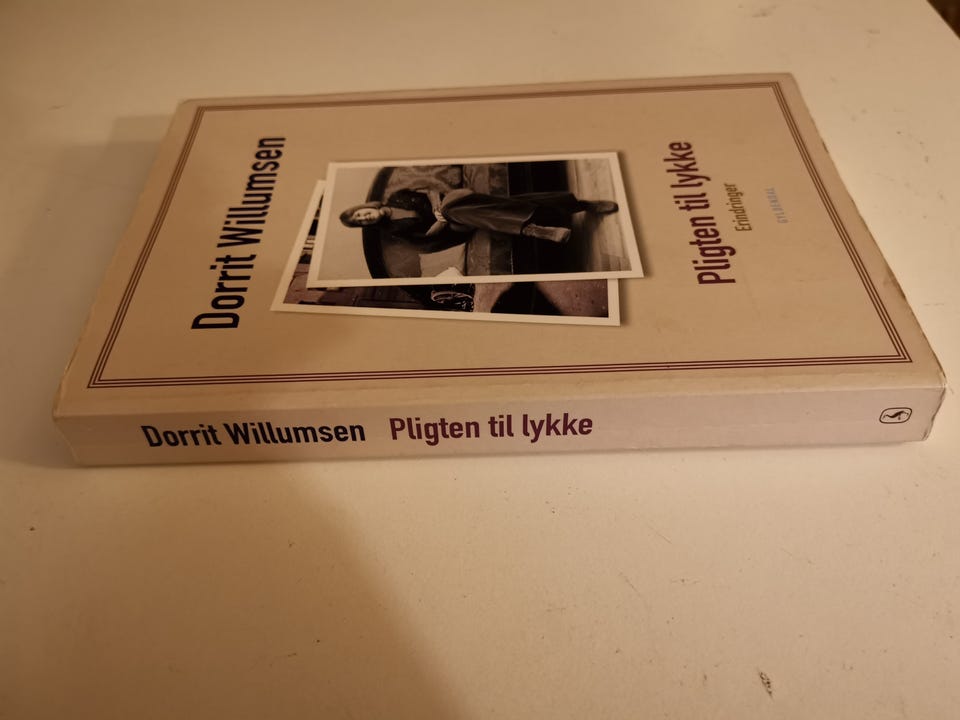 Dorrit Willumsen
Pligten til lykke
Erindringer
GYLDENDAL
Dorrit Willumsen Pligten til lykke